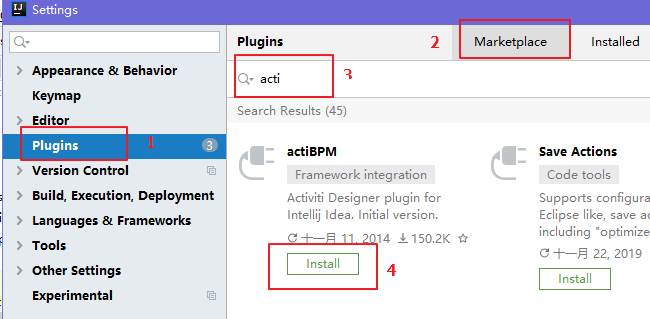 IJ Settings
Plugins
2
Marketplace
Installed
Appearance & Behavior
acti
3
Keymap
Editor
Search Results (45)
Plugins
1
3
actiBPM
Save Actions
Version Control
Framework integration
Code tools
Build, Execution, Deployment
Activiti Designer plugin for
Intellij Idea. Initial version.
Supports configura
Eclipse like, save ac
including "optimize
Languages & Frameworks
Tools
十一月 11, 2014
150.2K
十一月 22, 2019
Other Settings
Install
4
Install
Experimental